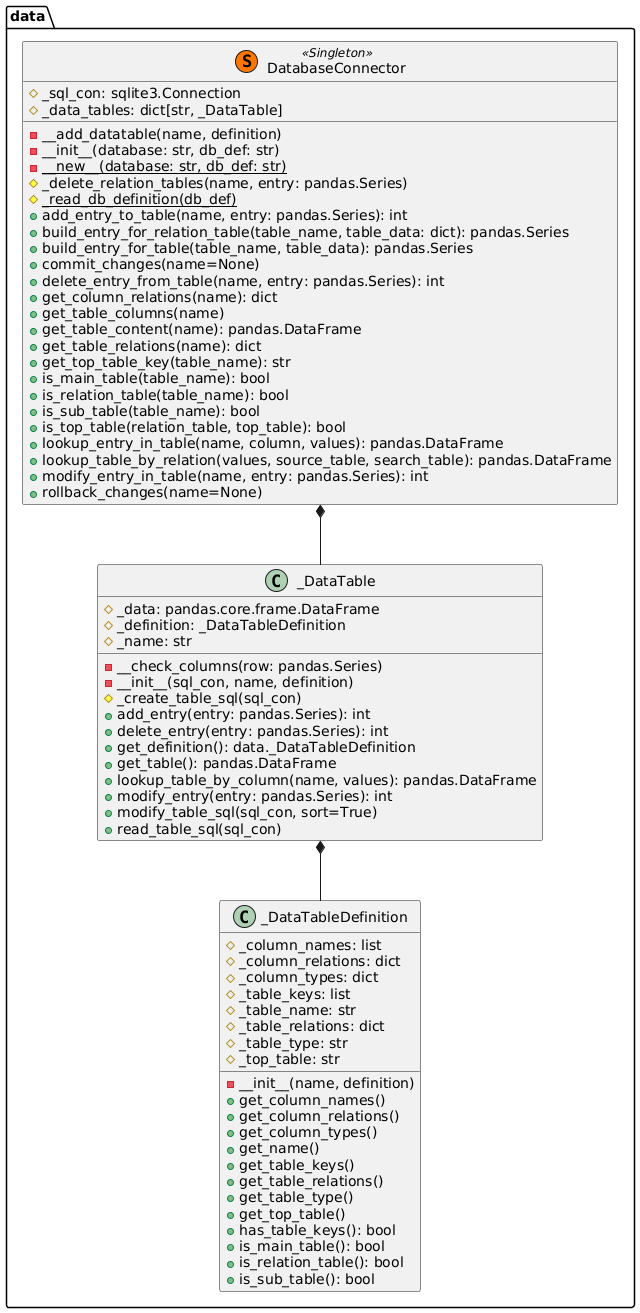 data
«Singleton»
S
DatabaseConnector
_sql_con: sqlite3.Connection
_data_tables: dict[str, _DataTable]
__add_datatable(name, definition)
__init__(database: str, db_def: str)
__new__(database: str, db_def: str)
_delete_relation_tables(name, entry: pandas.Series)
_read_db_definition(db_def)
add_entry_to_table(name, entry: pandas.Series): int
build_entry_for_relation_table(table_name, table_data: dict): pandas.Series
build_entry_for_table(table_name, table_data): pandas.Series
commit_changes(name=None)
delete_entry_from_table(name, entry: pandas.Series): int
get_column_relations(name): dict
get_table_columns(name)
get_table_content(name): pandas.DataFrame
get_table_relations(name): dict
get_top_table_key(table_name): str
is_main_table(table_name): bool
is_relation_table(table_name): bool
is_sub_table(table_name): bool
is_top_table(relation_table, top_table): bool
lookup_entry_in_table(name, column, values): pandas.DataFrame
lookup_table_by_relation(values, source_table, search_table): pandas.DataFrame
modify_entry_in_table(name, entry: pandas.Series): int
rollback_changes(name=None)
C _DataTable
_data: pandas.core.frame.DataFrame
_definition: _DataTableDefinition
_name: str
__check_columns(row: pandas.Series)
__init__(sql_con, name, definition)
_create_table_sql(sql_con)
add_entry(entry: pandas.Series): int
delete_entry(entry: pandas.Series): int
get_definition(): data._DataTableDefinition
get_table(): pandas.DataFrame
lookup_table_by_column(name, values): pandas.DataFrame
modify_entry(entry: pandas.Series): int
modify_table_sql(sql_con, sort=True)
read_table_sql(sql_con)
C _DataTableDefinition
_column_names: list
_column_relations: dict
_column_types: dict
_table_keys: list
_table_name: str
_table_relations: dict
_table_type: str
_top_table: str
__init__(name, definition)
get_column_names()
get_column_relations()
get_column_types()
get_name()
get_table_keys()
get_table_relations()
get_table_type()
get_top_table()
has_table_keys(): bool
is_main_table(): bool
is_relation_table(): bool
is_sub_table(): bool